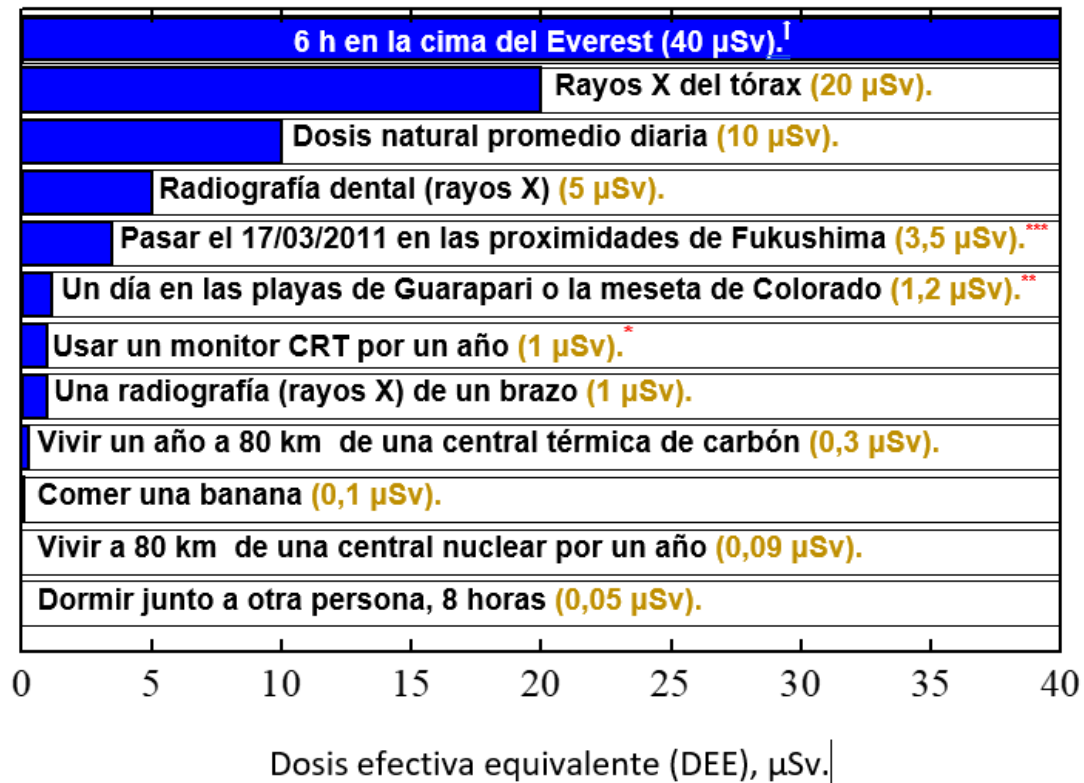 6 h en la cima del Everest (40 µSv).†
Rayos X del tórax (20 µSv).
Dosis natural promedio diaria (10 µSv).
Radiografía dental (rayos X) (5 µSv).
Pasar el 17/03/2011 en las proximidades de Fukushima (3,5 µSv).***
Un día en las playas de Guarapari o la meseta de Colorado (1,2 µSv).**
Usar un monitor CRT por un año (1 µSv).*
Una radiografía (rayos X) de un brazo (1 µSv).
Vivir un año a 80 km  de una central térmica de carbón (0,3 µSv).
Comer una banana (0,1 µSv).
Vivir a 80 km  de una central nuclear por un año (0,09 µSv).
Dormir junto a otra persona, 8 horas (0,05 µSv).
0 5 10 15 20 25 30 35 40
Dosis efectiva equivalente (DEE), µSv.